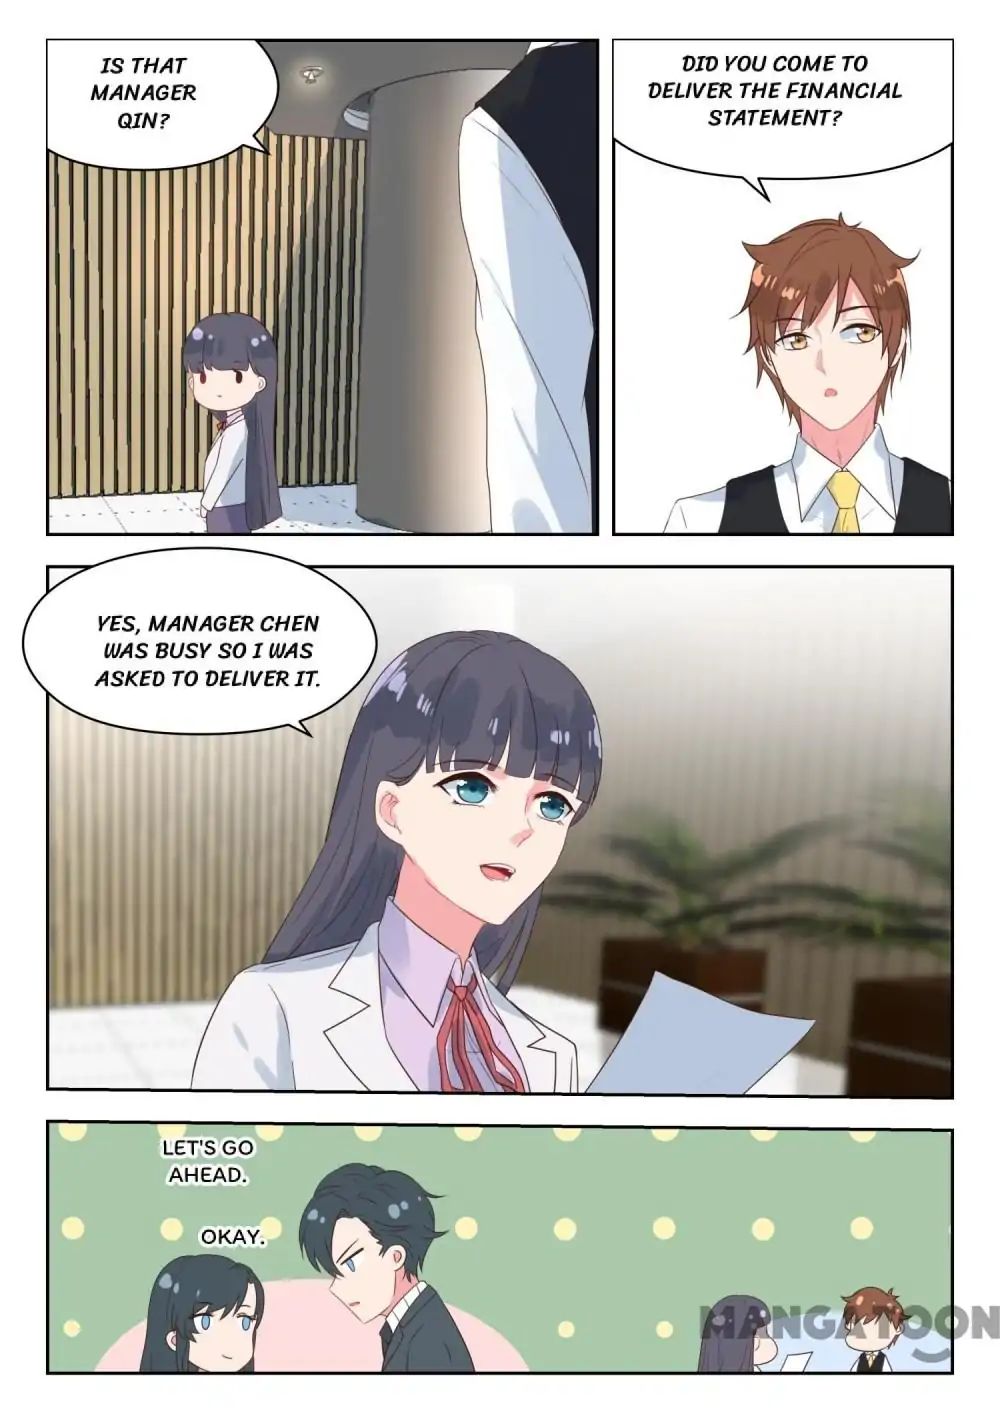 IS THAT
MANAGER
QIN?
DID YOU COME TO
DELIVER THE FINANCIAL
STATEMENT?
YES, MANAGER CHEN
WAS BUSY SO I WAS
ASKED TO DELIVER IT.
LET'S GO
AHEAD.
OKAY.
MANGATOON